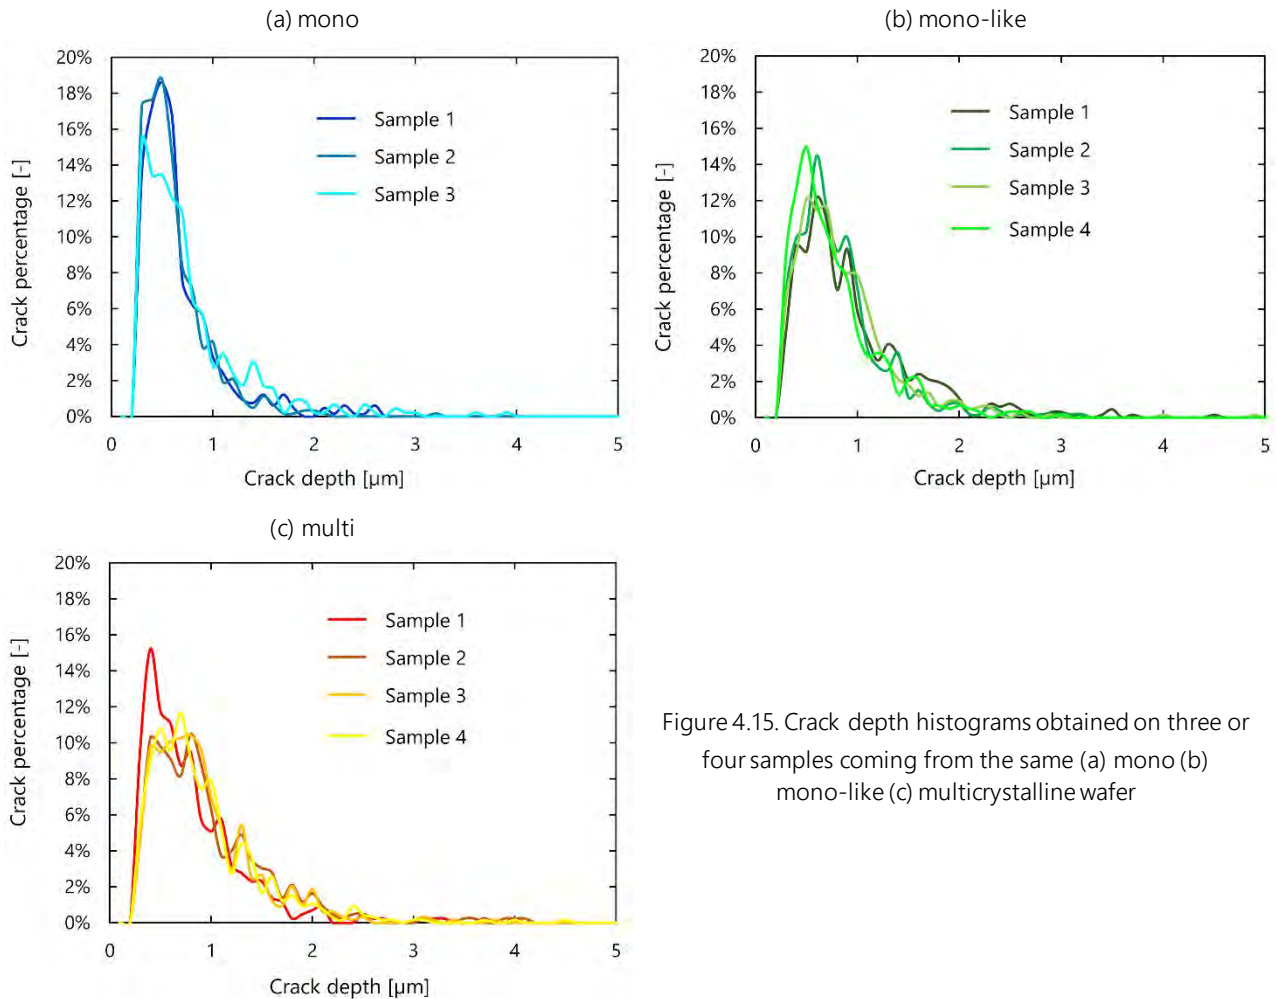 (a) mono
20%
18%
16%
14%
12%
10%
8%
6%
4%
2%
0%
Crack percentage [-]
Sample 1
Sample 2
Sample 3
0 1 2 3 4 5
Crack depth [µm]
(b) mono-like
20%
18%
16%
14%
12%
10%
8%
6%
4%
2%
0%
Crack percentage [-]
Sample 1
Sample 2
Sample 3
Sample 4
0 1 2 3 4 5
Crack depth [µm]
(c) multi
20%
18%
16%
14%
12%
10%
8%
6%
4%
2%
0%
Crack percentage [-]
Sample 1
Sample 2
Sample 3
Sample 4
0 1 2 3 4 5
Crack depth [µm]
Figure 4.15. Crack depth histograms obtained on three or
four samples coming from the same (a) mono (b)
mono-like (c) multicrystalline wafer